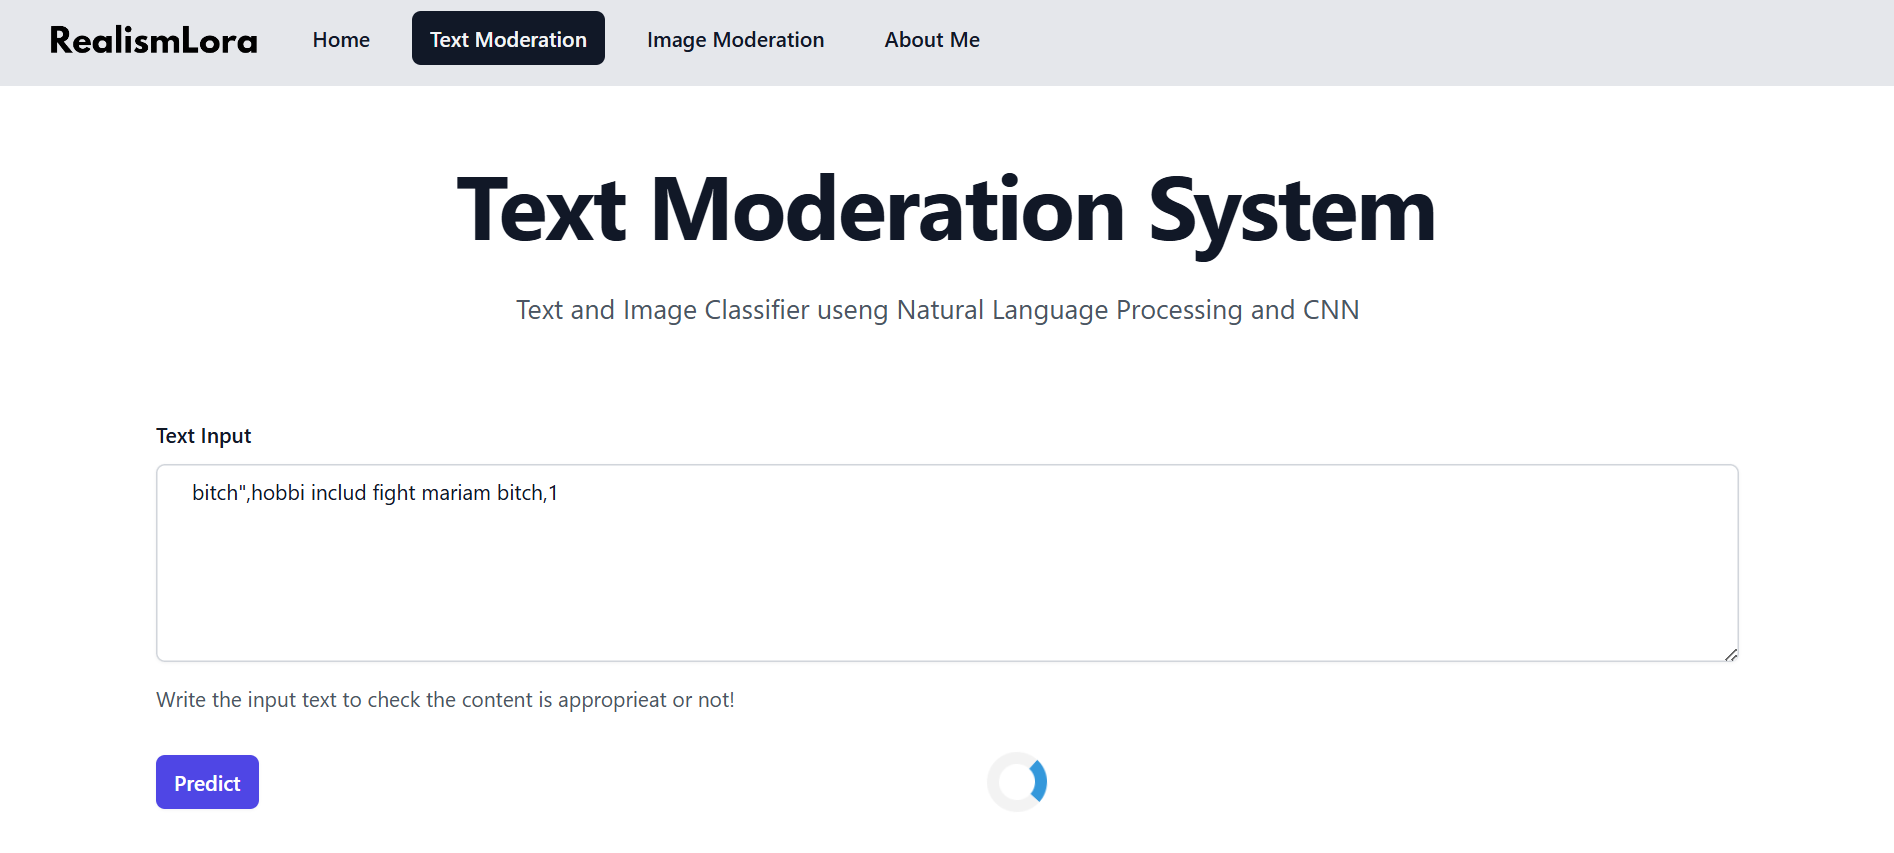 RealismLora Home Text Moderation Image Moderation About Me
Text Moderation System
Text and Image Classifier useng Natural Language Processing and CNN
Text Input
bitch",hobbi includ fight mariam bitch,1
Write the input text to check the content is approprieat or not!
Predict